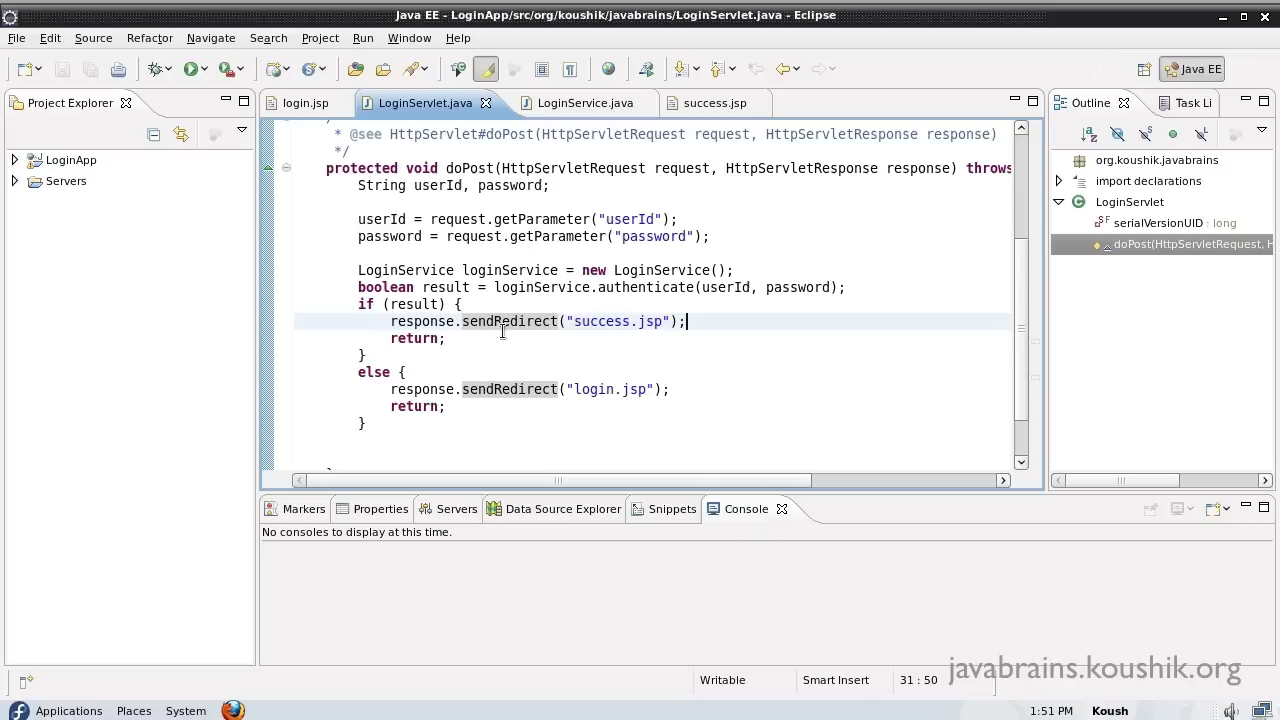 Java EE - LoginApp/src/org/koushik/javabrains/LoginServlet.java - Eclipse
File Edit Source Refactor Navigate Search Project Run Window Help
Java EE
Project Explorer
LoginApp
Servers
login.jsp LoginServlet.java LoginService.java success.jsp
* @see HttpServlet#doPost(HttpServletRequest request, HttpServletResponse response)
*/
protected void doPost(HttpServletRequest request, HttpServletResponse response) throws
String userId, password;
userId = request.getParameter("userId");
password = request.getParameter("password");
LoginService loginService = new LoginService();
boolean result = loginService.authenticate(userId, password);
if (result) {
response.sendRedirect("success.jsp");
return;
}
else {
response.sendRedirect("login.jsp");
return;
}
Outline Task Li
org.koushik.javabrains
import declarations
LoginServlet
serialVersionUID : long
doPost(HttpServletRequest, H
Markers Properties Servers Data Source Explorer Snippets Console
No consoles to display at this time.
javabrains.koushik.org
Writable Smart Insert 31 : 50
Applications Places System 1:51 PM Koush